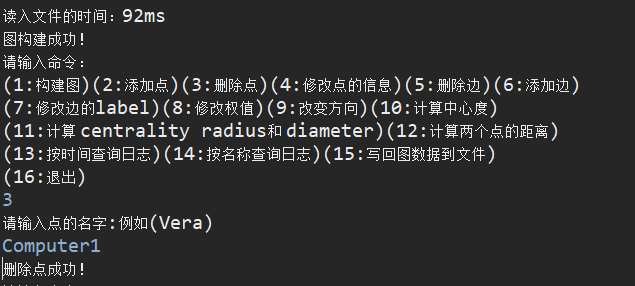 读入文件的时间：92ms
图构建成功！
请输入命令：
(1:构建图)(2:添加点)(3:删除点)(4:修改点的信息)(5:删除边)(6:添加边)
(7:修改边的label)(8:修改权值)(9:改变方向)(10:计算中心度)
(11:计算 centrality radius和diameter)(12:计算两个点的距离)
(13:按时间查询日志)(14:按名称查询日志)(15:写回图数据到文件)
(16:退出)
3
请输入点的名字:例如(Vera)
Computer1
删除点成功！